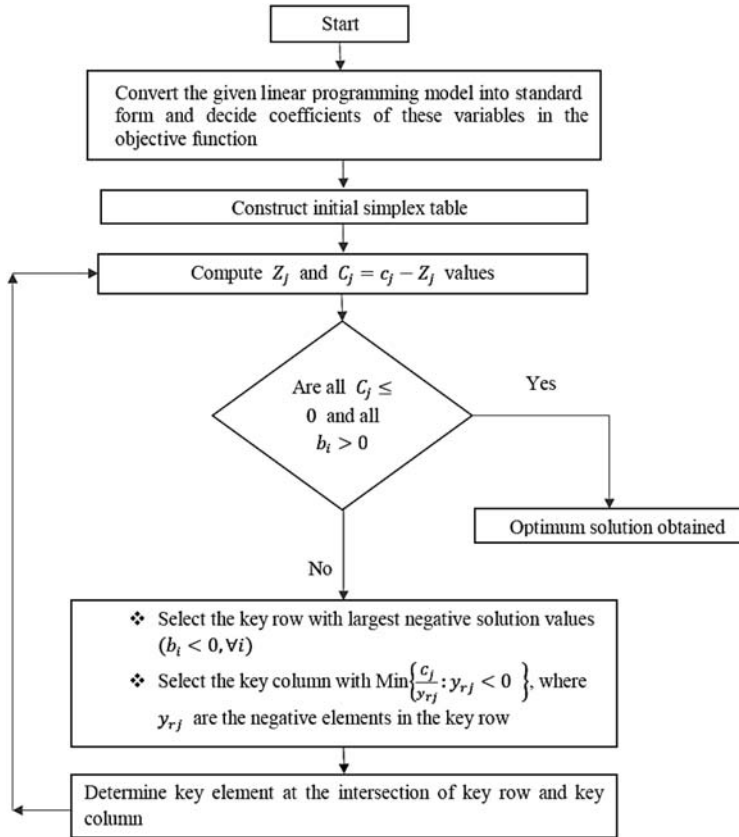 Start
Convert the given linear programming model into standard
form and decide coefficients of these variables in the
objective function
Construct initial simplex table
Compute Z_j and C_j = c_j − Z_j values
Are all C_j ≤
0 and all
b_i > 0
Yes
Optimum solution obtained
No
❖ Select the key row with largest negative solution values
(b_i < 0, ∀i)
❖ Select the key column with Min{C_j/y_rj : y_rj < 0 }, where
y_rj are the negative elements in the key row
Determine key element at the intersection of key row and key
column